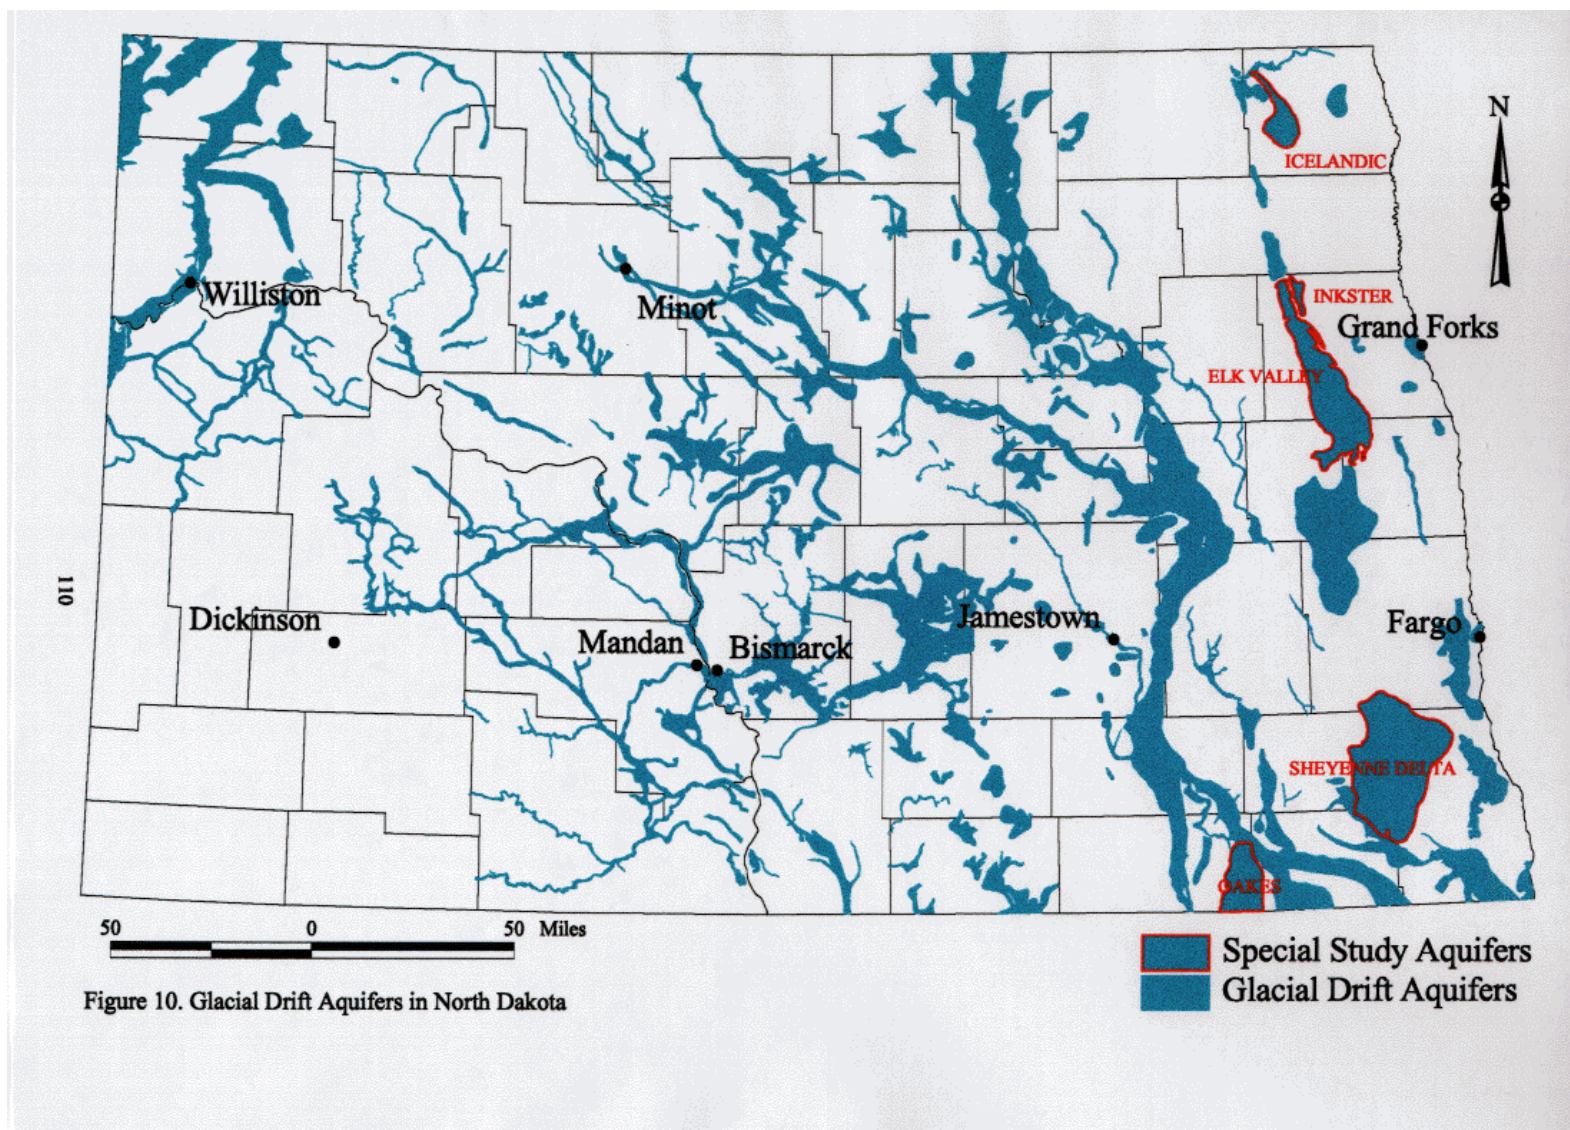 N
ICELANDIC
INKSTER
Williston
Minot
Grand Forks
ELK VALLEY
110
Dickinson
Mandan
Bismarck
Jamestown
Fargo
SHEYENNE DELTA
OAKES
50 0 50 Miles
Special Study Aquifers
Glacial Drift Aquifers
Figure 10. Glacial Drift Aquifers in North Dakota